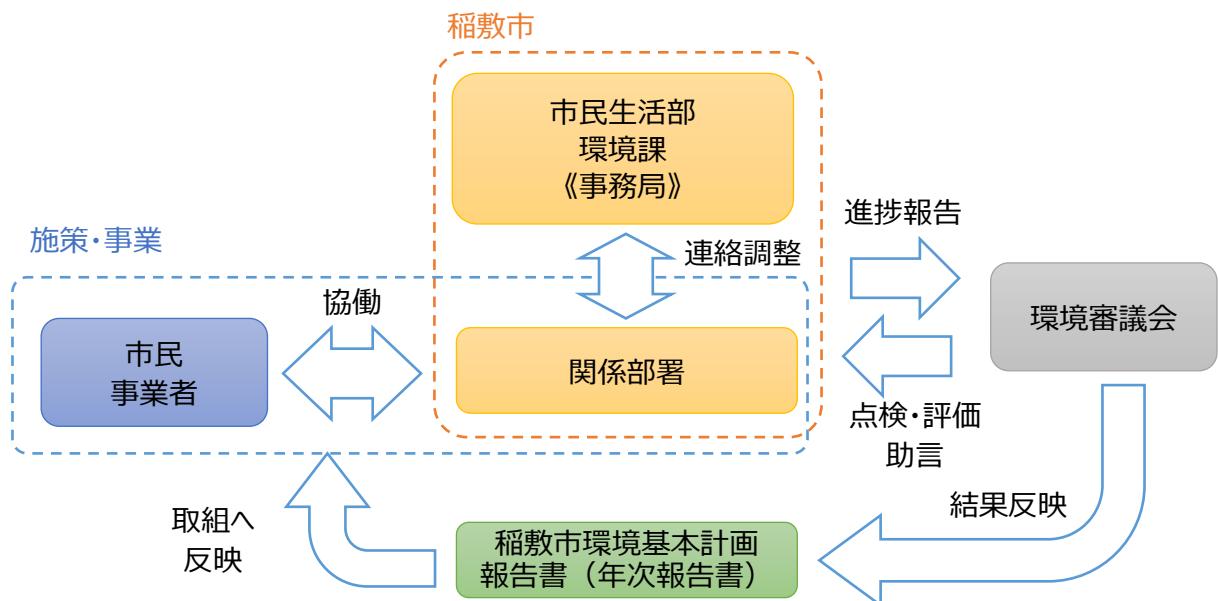 稲敷市
市民生活部
環境課
《事務局》
進捗報告
施策・事業
連絡調整
協働
環境審議会
市民
事業者
関係部署
点検・評価
助言
結果反映
取組へ
反映
稲敷市環境基本計画
報告書（年次報告書）